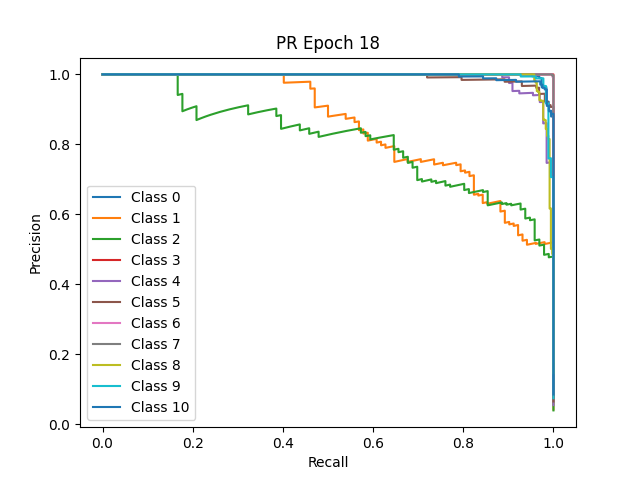 PR Epoch 18
Precision
1.0
0.8
0.6
0.4
0.2
0.0
Class 0
Class 1
Class 2
Class 3
Class 4
Class 5
Class 6
Class 7
Class 8
Class 9
Class 10
0.0 0.2 0.4 0.6 0.8 1.0
Recall